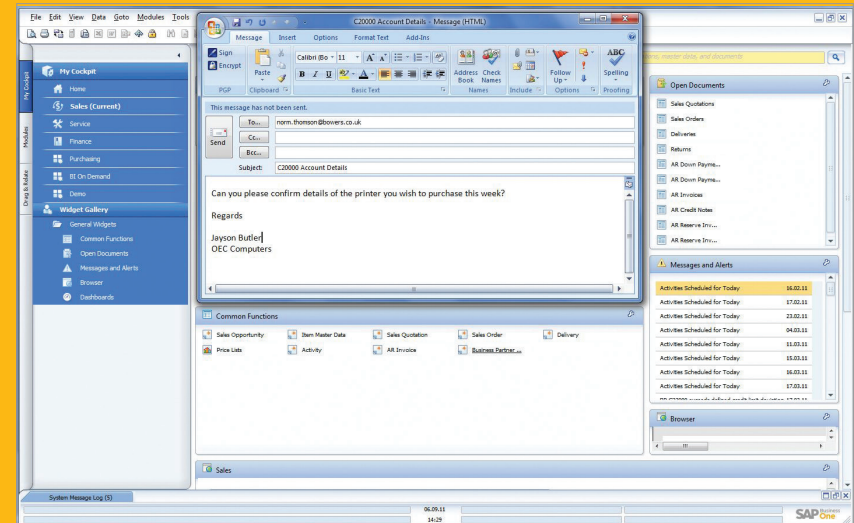 File Edit View Data Goto Modules Tools
C20000 Account Details - Message (HTML)
Message Insert Options Format Text Add-Ins
Sign
Encrypt
PGP
Paste
Clipboard
Calibri (Bo 11
Basic Text
Address Book
Check Names
Names
Include
Follow Up
Options
ABC
Spelling
Proofing
This message has not been sent.
Send
To... norm.thomson@bowers.co.uk
Cc...
Bcc...
Subject: C20000 Account Details
Can you please confirm details of the printer you wish to purchase this week?
Regards
Jayson Butler
OEC Computers
master data, and documents
My Cockpit
Modules
Drag & Relate
My Cockpit
Home
Sales (Current)
Service
Finance
Purchasing
BI On Demand
Demo
Widget Gallery
General Widgets
Common Functions
Open Documents
Messages and Alerts
Browser
Dashboards
Common Functions
Sales Opportunity Item Master Data Sales Quotation Sales Order Delivery
Price Lists Activity AR Invoice Business Partner ...
Sales
Open Documents
Sales Quotations
Sales Orders
Deliveries
Returns
AR Down Payme...
AR Down Payme...
AR Invoices
AR Credit Notes
AR Reserve Inv...
AR Reserve Inv...
Messages and Alerts
Activities Scheduled for Today 16.02.11
Activities Scheduled for Today 17.02.11
Activities Scheduled for Today 23.02.11
Activities Scheduled for Today 04.03.11
Activities Scheduled for Today 11.03.11
Activities Scheduled for Today 15.03.11
Activities Scheduled for Today 16.03.11
Activities Scheduled for Today 17.03.11
Browser
System Message Log (5)
06.09.11
14:29
SAP Business One